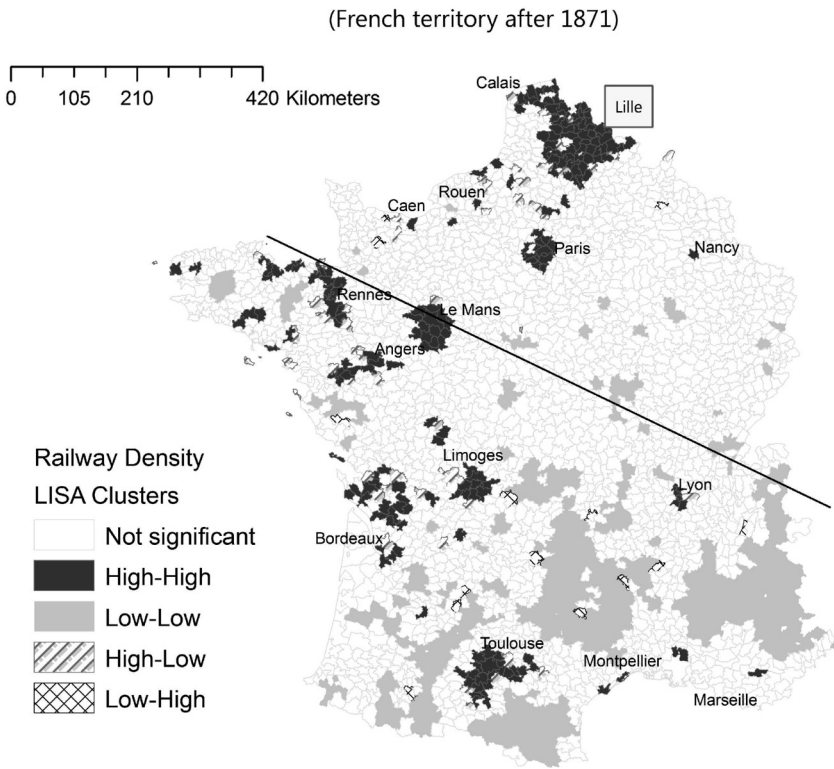 (French territory after 1871)
0 105 210 420 Kilometers
Calais
Lille
Rouen
Caen
Paris
Nancy
Rennes
Le Mans
Angers
Limoges
Lyon
Bordeaux
Toulouse
Montpellier
Marseille
Railway Density
LISA Clusters
Not significant
High-High
Low-Low
High-Low
Low-High